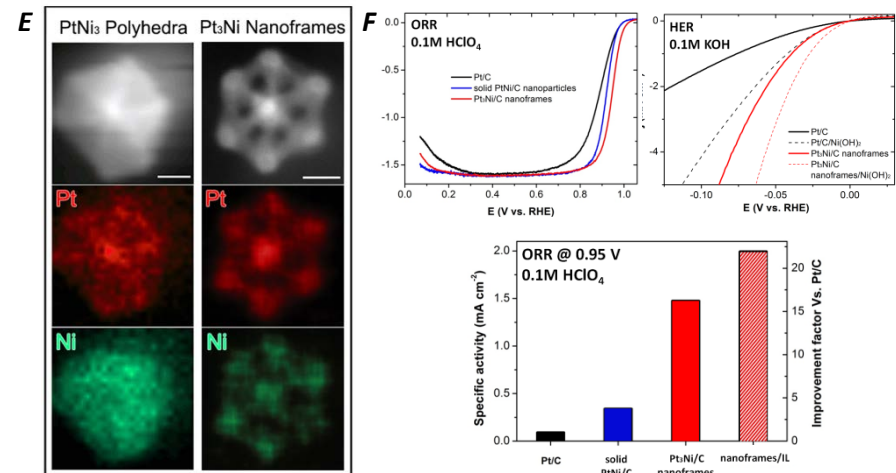 E
PtNi₃ Polyhedra
Pt₃Ni Nanoframes
Pt
Pt
Ni
Ni
F
ORR
0.1M HClO₄
Pt/C
solid PtNi/C nanoparticles
Pt₃Ni/C nanoframes
0.0
-0.5
-1.0
-1.5
0.0
0.2
0.4
0.6
0.8
1.0
E (V vs. RHE)
HER
0.1M KOH
Pt/C
Pt/C/Ni(OH)₂
Pt₃Ni/C nanoframes
Pt₃Ni/C
nanoframes/Ni(OH)₂
0
-2
-4
-0.10
-0.05
0.00
E (V vs. RHE)
ORR @ 0.95 V
0.1M HClO₄
Specific activity (mA cm⁻²)
2.0
1.5
1.0
0.5
0.0
Improvement factor Vs. Pt/C
20
15
10
5
0
Pt/C
solid
PtNi/C
Pt₃Ni/C
nanoframes
nanoframes/IL